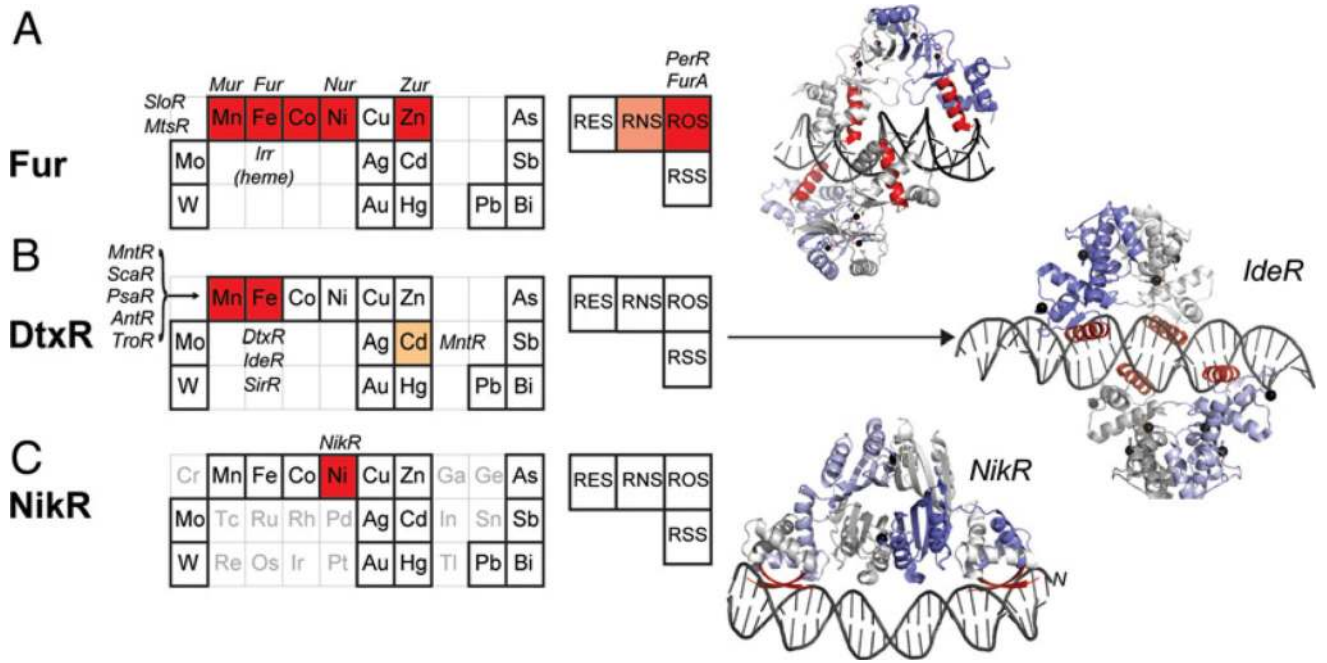 A
Fur
Mur Fur Nur Zur
PerR
FurA
SloR
MtsR
Mn Fe Co Ni Cu Zn As
RES RNS ROS
Mo Ag Cd Sb
Irr
(heme)
RSS
W Au Hg Pb Bi
B
DtxR
MntR
ScaR
PsaR
AntR
TroR
Mn Fe Co Ni Cu Zn As
RES RNS ROS
Mo Ag Cd MntR Sb
DtxR
IdeR
SirR
RSS
W Au Hg Pb Bi
IdeR
C
NikR
NikR
Cr Mn Fe Co Ni Cu Zn Ga Ge As
RES RNS ROS
Mo Tc Ru Rh Pd Ag Cd In Sn Sb
RSS
W Re Os Ir Pt Au Hg Tl Pb Bi
NikR
N